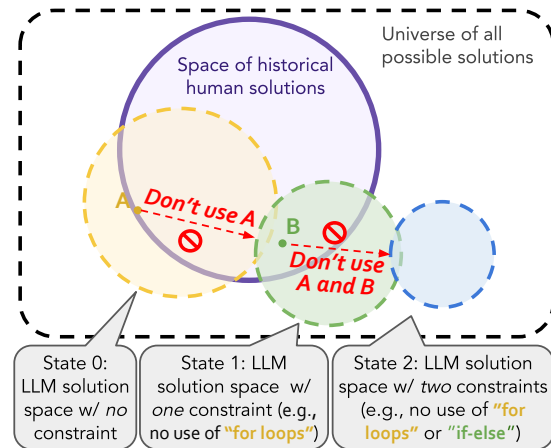 Universe of all
possible solutions
Space of historical
human solutions
A
Don't use A
B
Don't use
A and B
State 0:
LLM solution
space w/ no
constraint
State 1: LLM
solution space w/
one constraint (e.g.,
no use of "for loops")
State 2: LLM solution
space w/ two constraints
(e.g., no use of "for
loops" or "if-else")